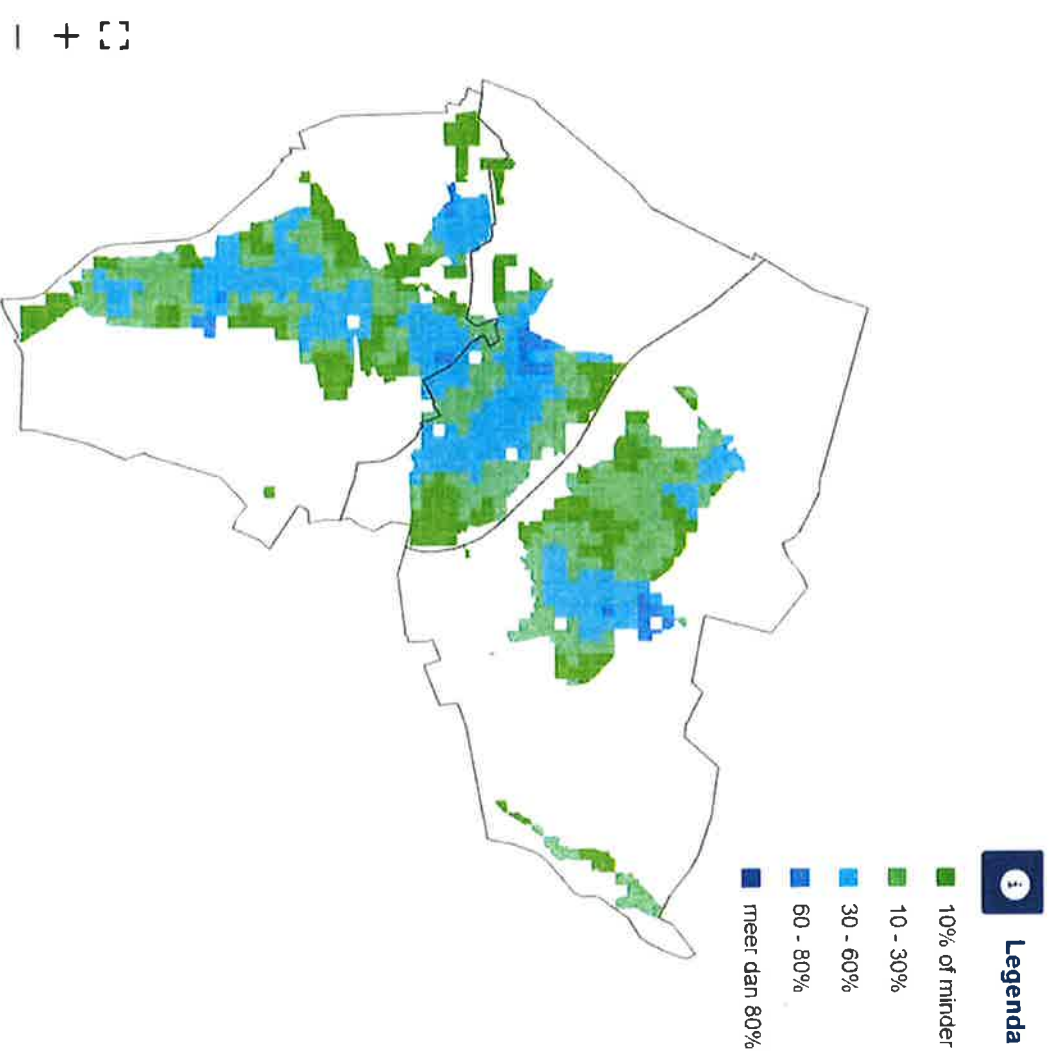 Legenda
10% of minder
10 - 30%
30 - 60%
60 - 80%
meer dan 80%